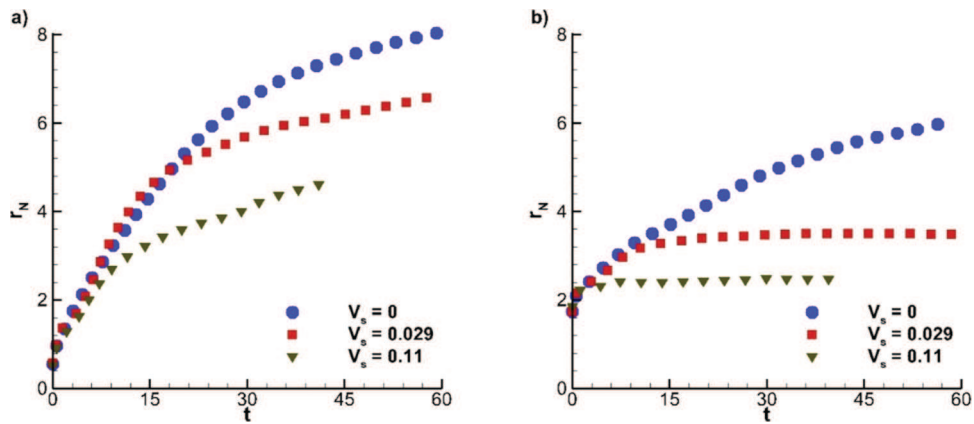 a)
8
6
4
2
0
r_N
0 15 30 45 60
t
V_s = 0
V_s = 0.029
V_s = 0.11
b)
8
6
4
2
0
r_N
0 15 30 45 60
t
V_s = 0
V_s = 0.029
V_s = 0.11